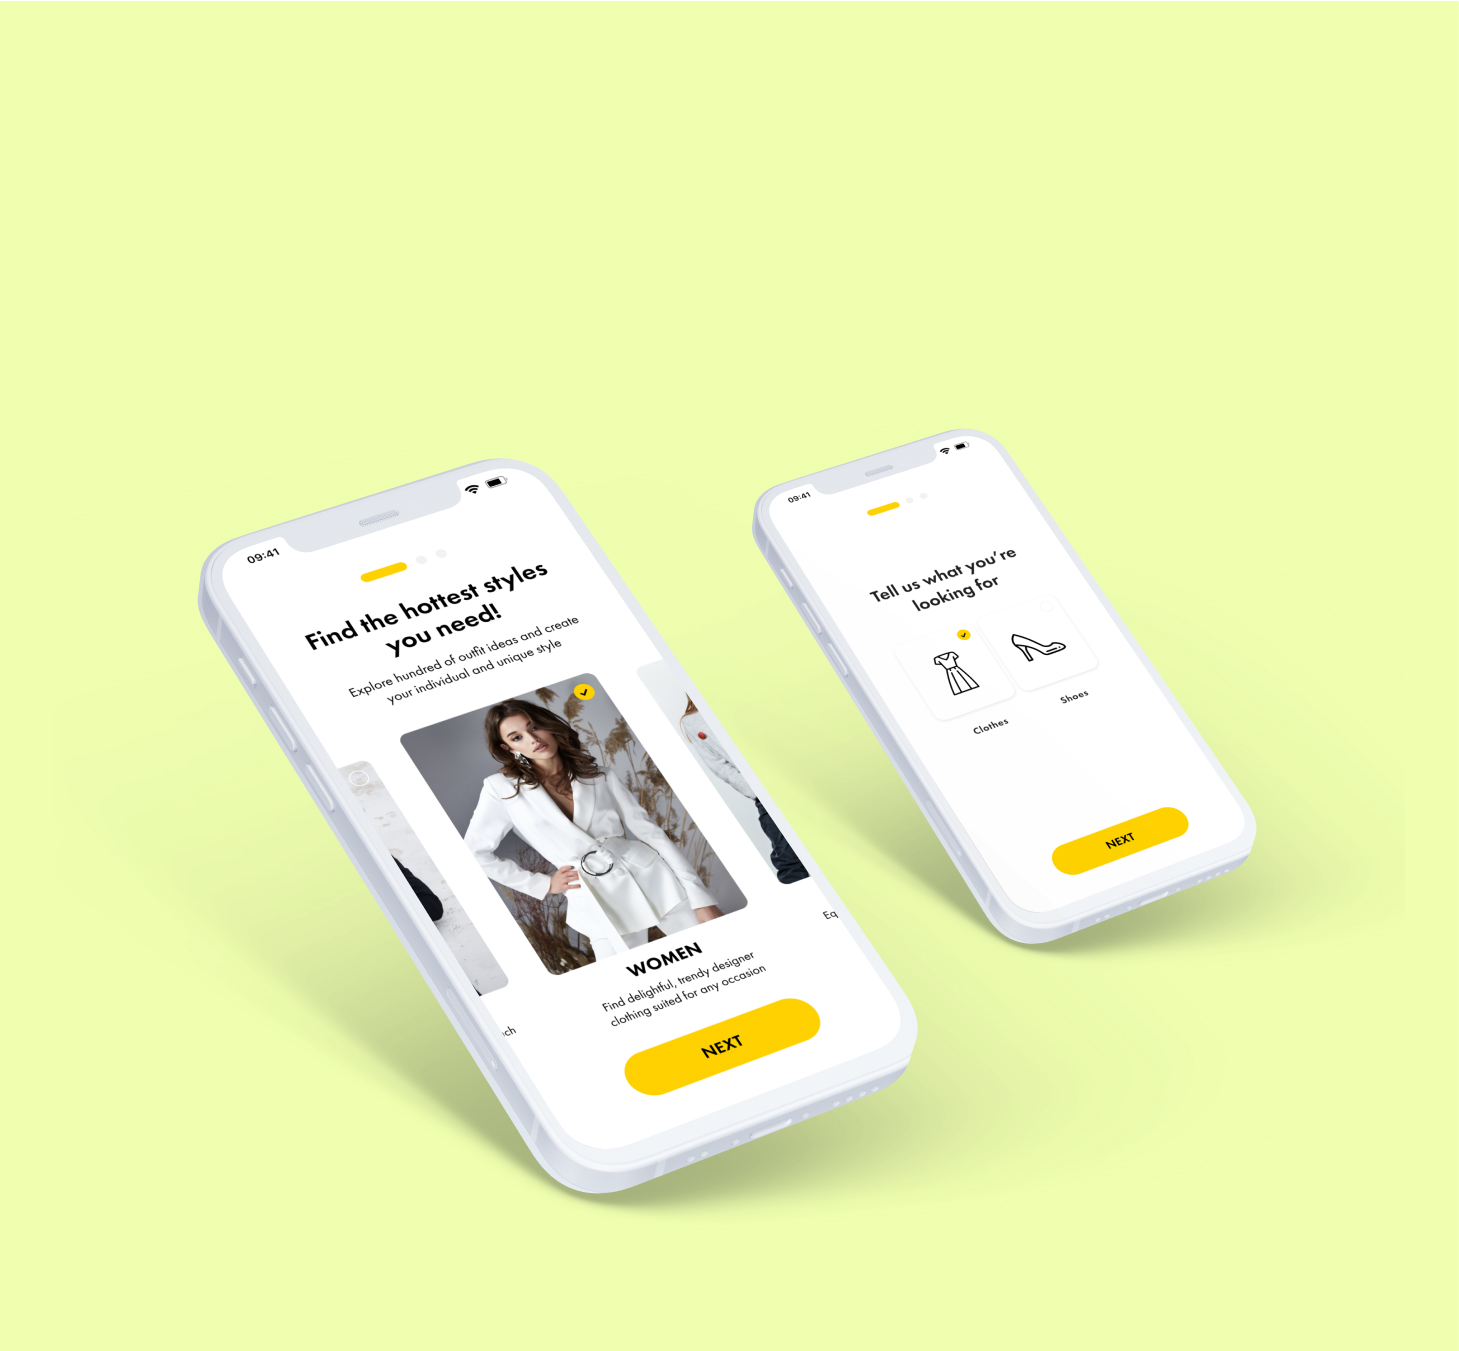 09:41
Find the hottest styles
you need!
Explore hundred of outfit ideas and create
your individual and unique style
WOMEN
Find delightful, trendy designer
clothing suited for any occasion
Eq
ch
NEXT
09:41
Tell us what you're
looking for
Clothes
Shoes
NEXT